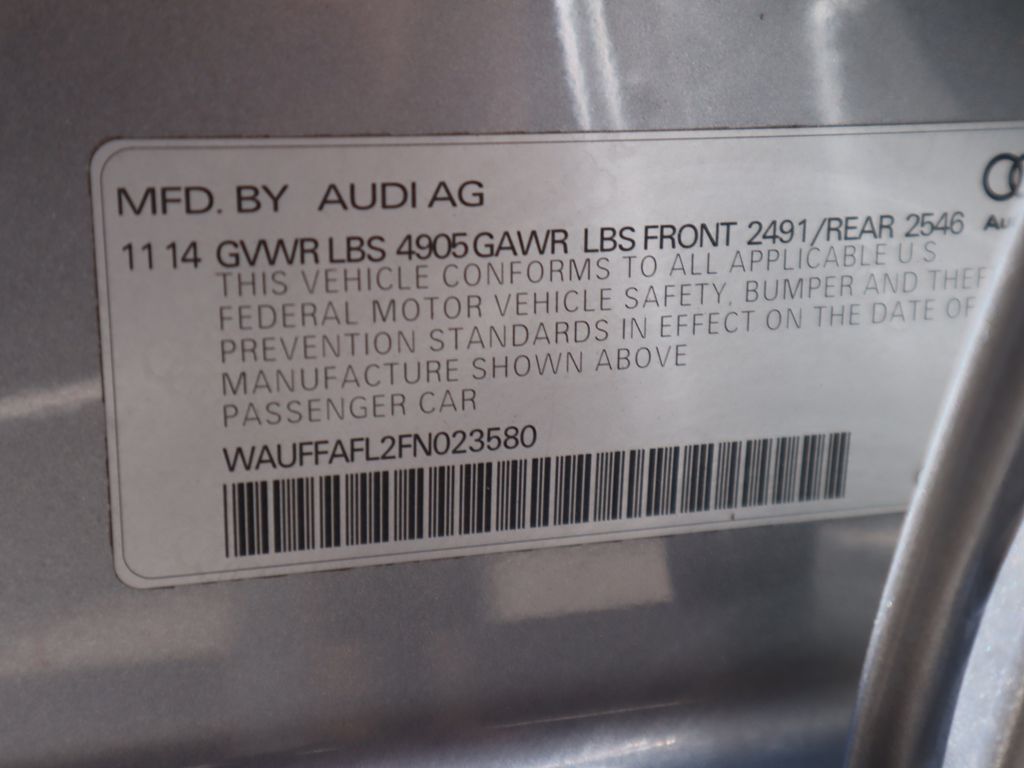 MFD. BY AUDI AG
11 14 GVWR LBS 4905 GAWR LBS FRONT 2491/REAR 2546
THIS VEHICLE CONFORMS TO ALL APPLICABLE U S
FEDERAL MOTOR VEHICLE SAFETY, BUMPER AND THEF
PREVENTION STANDARDS IN EFFECT ON THE DATE OF
MANUFACTURE SHOWN ABOVE
PASSENGER CAR
WAUFFAFL2FN023580